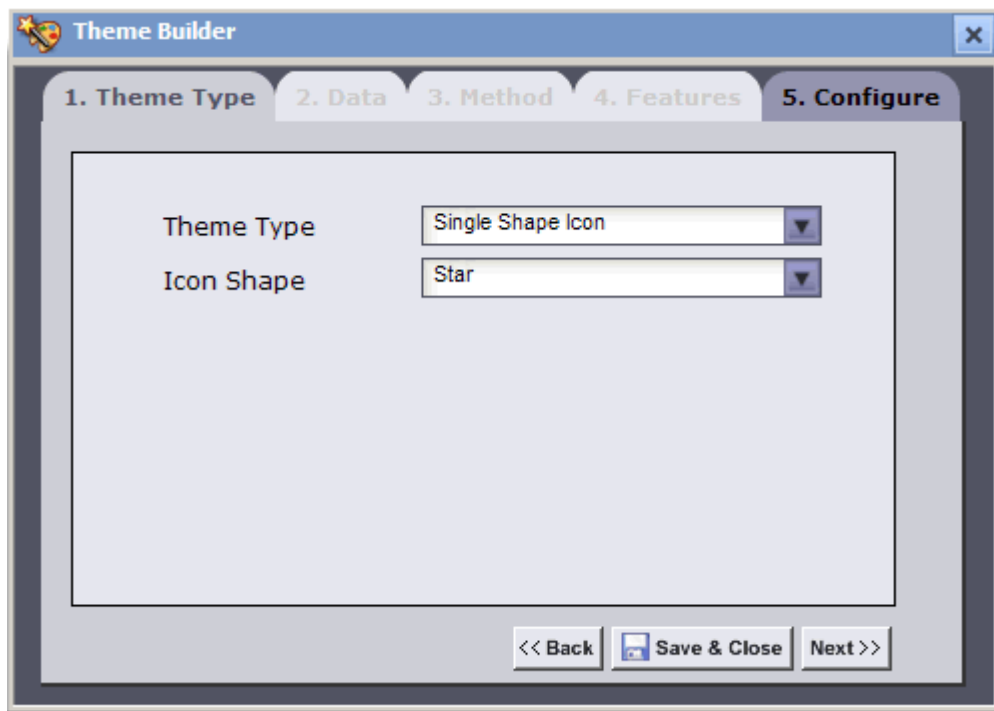 Theme Builder
1. Theme Type 2. Data 3. Method 4. Features 5. Configure
Theme Type Single Shape Icon
Icon Shape Star
<< Back Save & Close Next >>